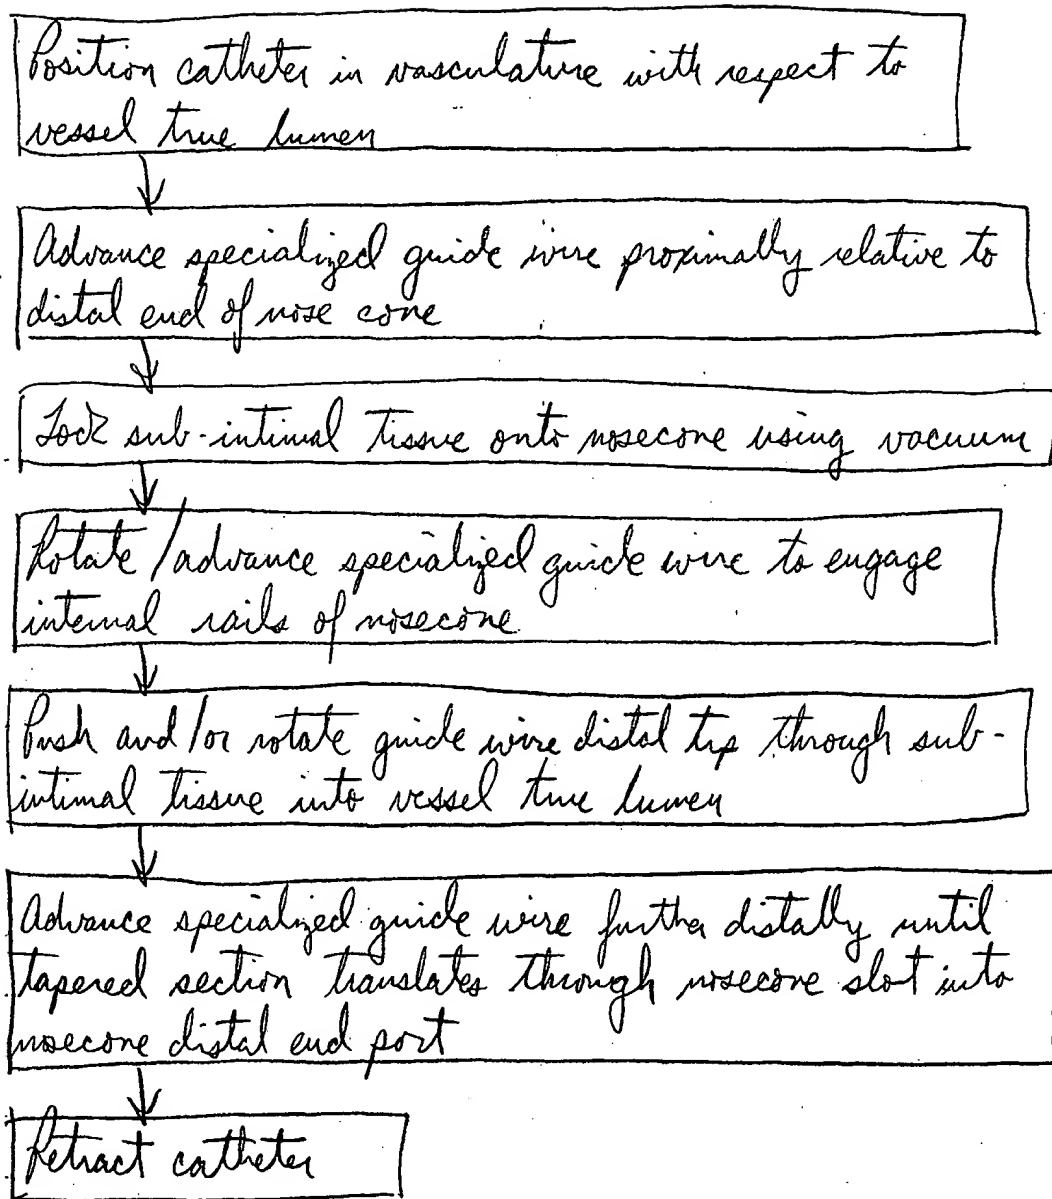 Position catheter in vasculature with respect to
vessel true lumen
Advance specialized guide wire proximally relative to
distal end of nose cone
Lock sub-intimal tissue onto nosecone using vacuum
Rotate/advance specialized guide wire to engage
internal rails of nosecone
Push and/or rotate guide wire distal tip through sub-
intimal tissue into vessel true lumen
Advance specialized guide wire further distally until
tapered section translates through nosecone slot into
nosecone distal end port
Retract catheter